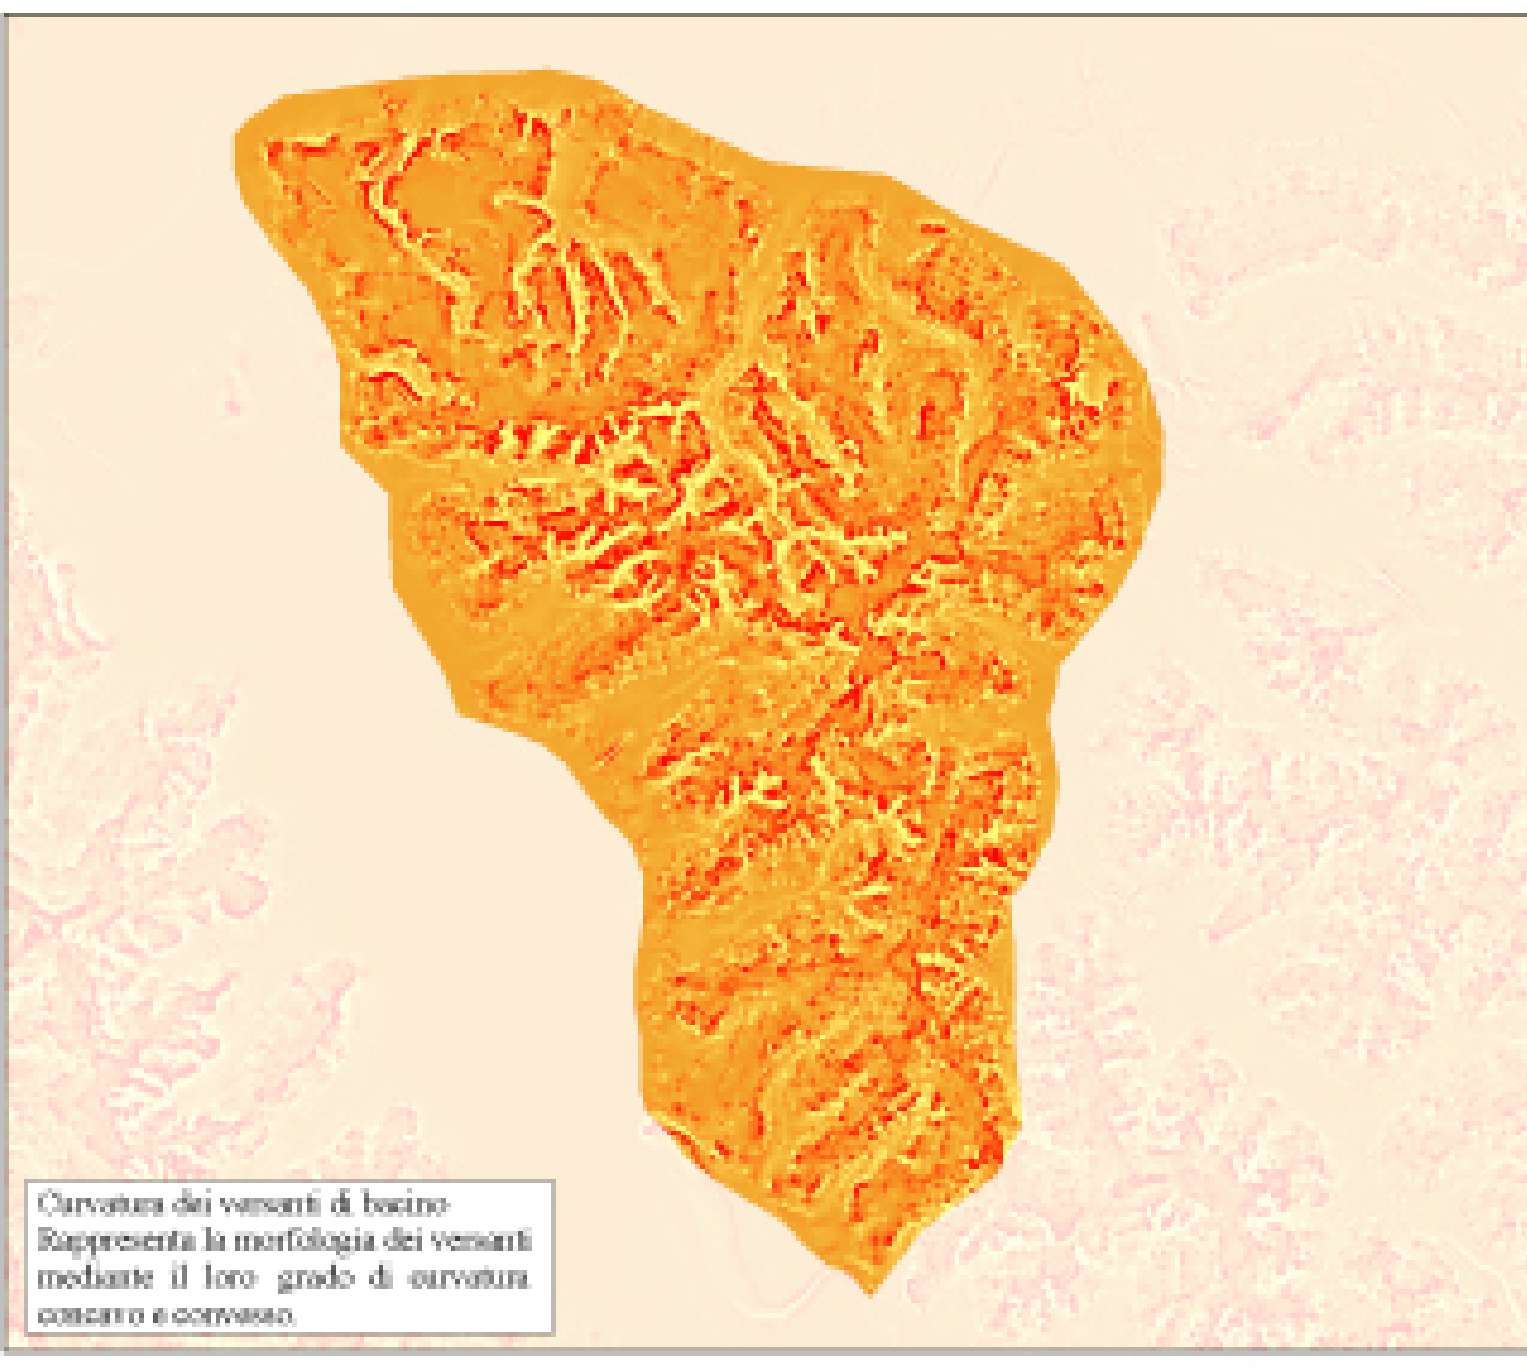 Curvatura dei versanti di bacino
Rappresenta la morfologia dei versanti
mediante il loro grado di curvatura
concavo e convesso.